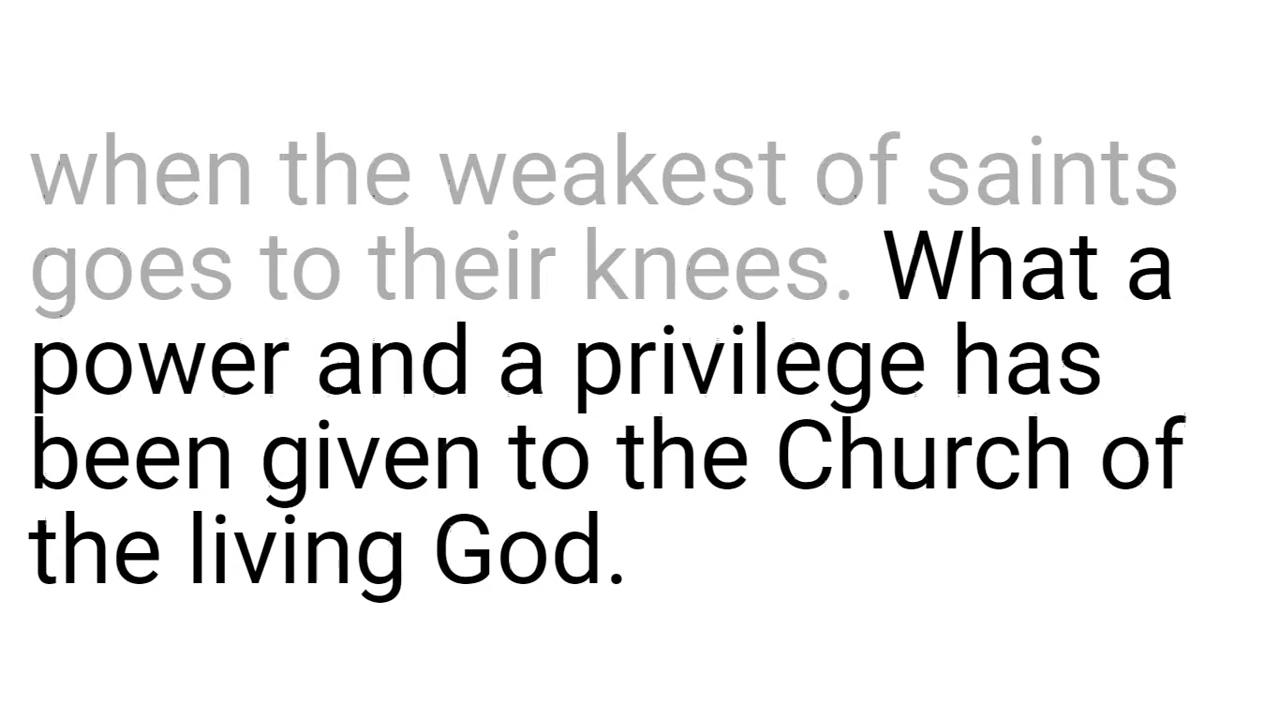 when the weakest of saints
goes to their knees. What a
power and a privilege has
been given to the Church of
the living God.